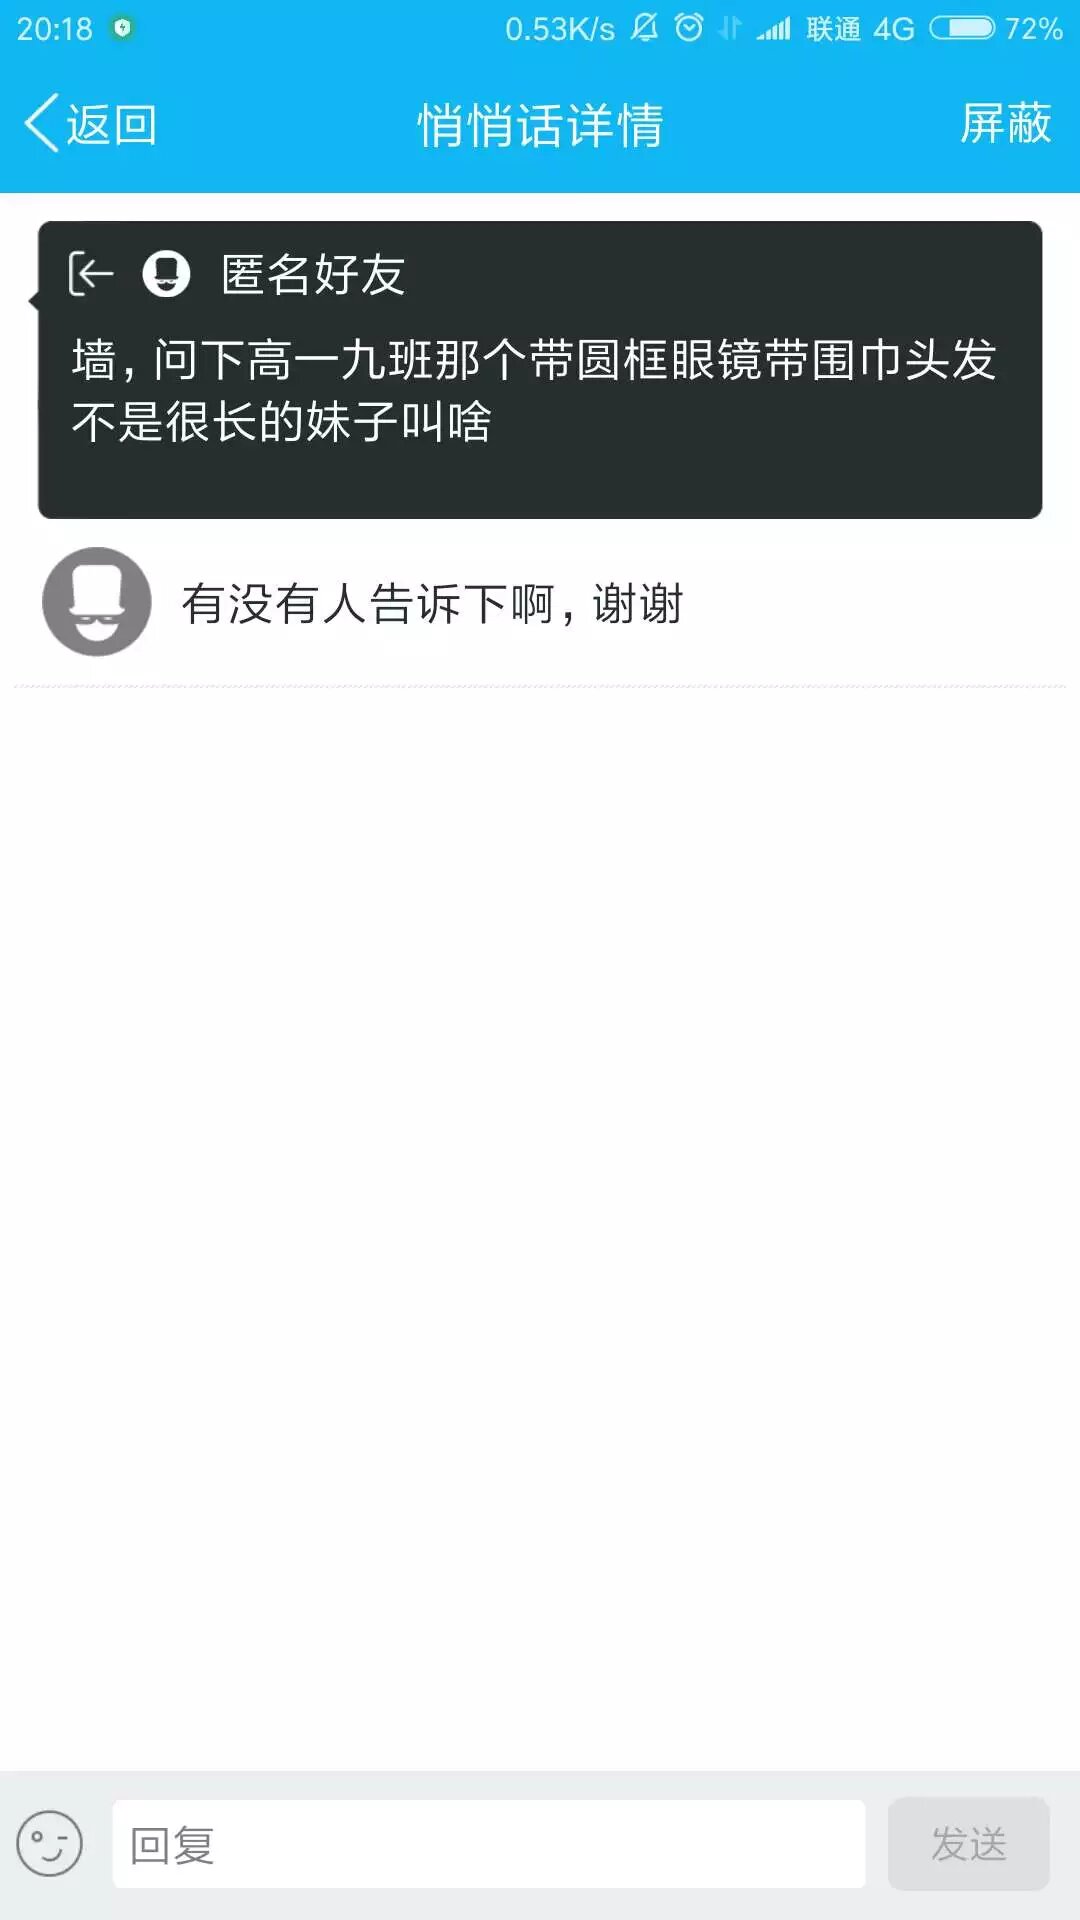 20:18 0.53K/s 联通 4G 72%
返回 悄悄话详情 屏蔽
匿名好友
墙,问下高一九班那个带圆框眼镜带围巾头发
不是很长的妹子叫啥
有没有人告诉下啊,谢谢
回复 发送